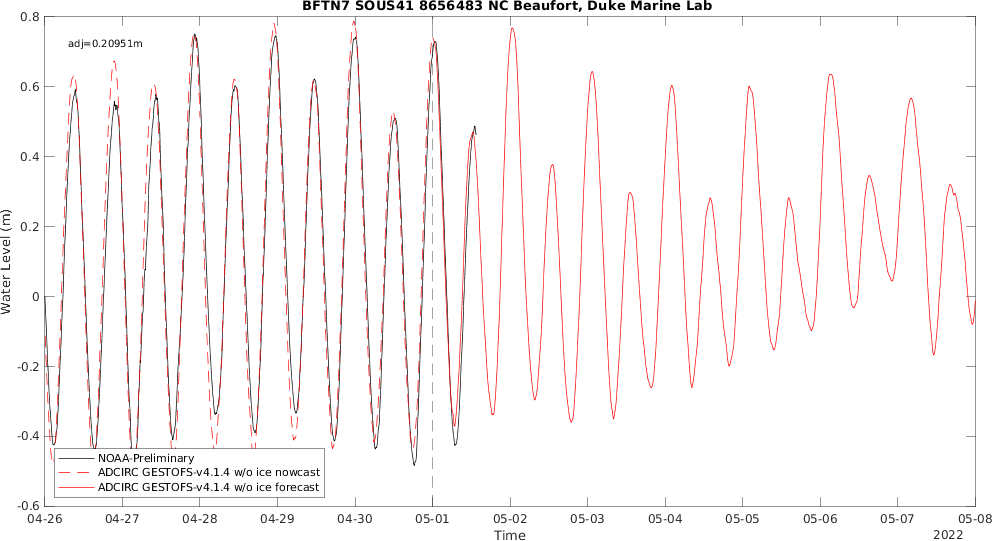 BFTN7 SOUS41 8656483 NC Beaufort, Duke Marine Lab
0.8
adj=0.20951m
0.6
0.4
0.2
0
-0.2
-0.4
-0.6
Water Level (m)
NOAA-Preliminary
ADCIRC GESTOFS-v4.1.4 w/o ice nowcast
ADCIRC GESTOFS-v4.1.4 w/o ice forecast
04-26 04-27 04-28 04-29 04-30 05-01 05-02 05-03 05-04 05-05 05-06 05-07 05-08
Time
2022